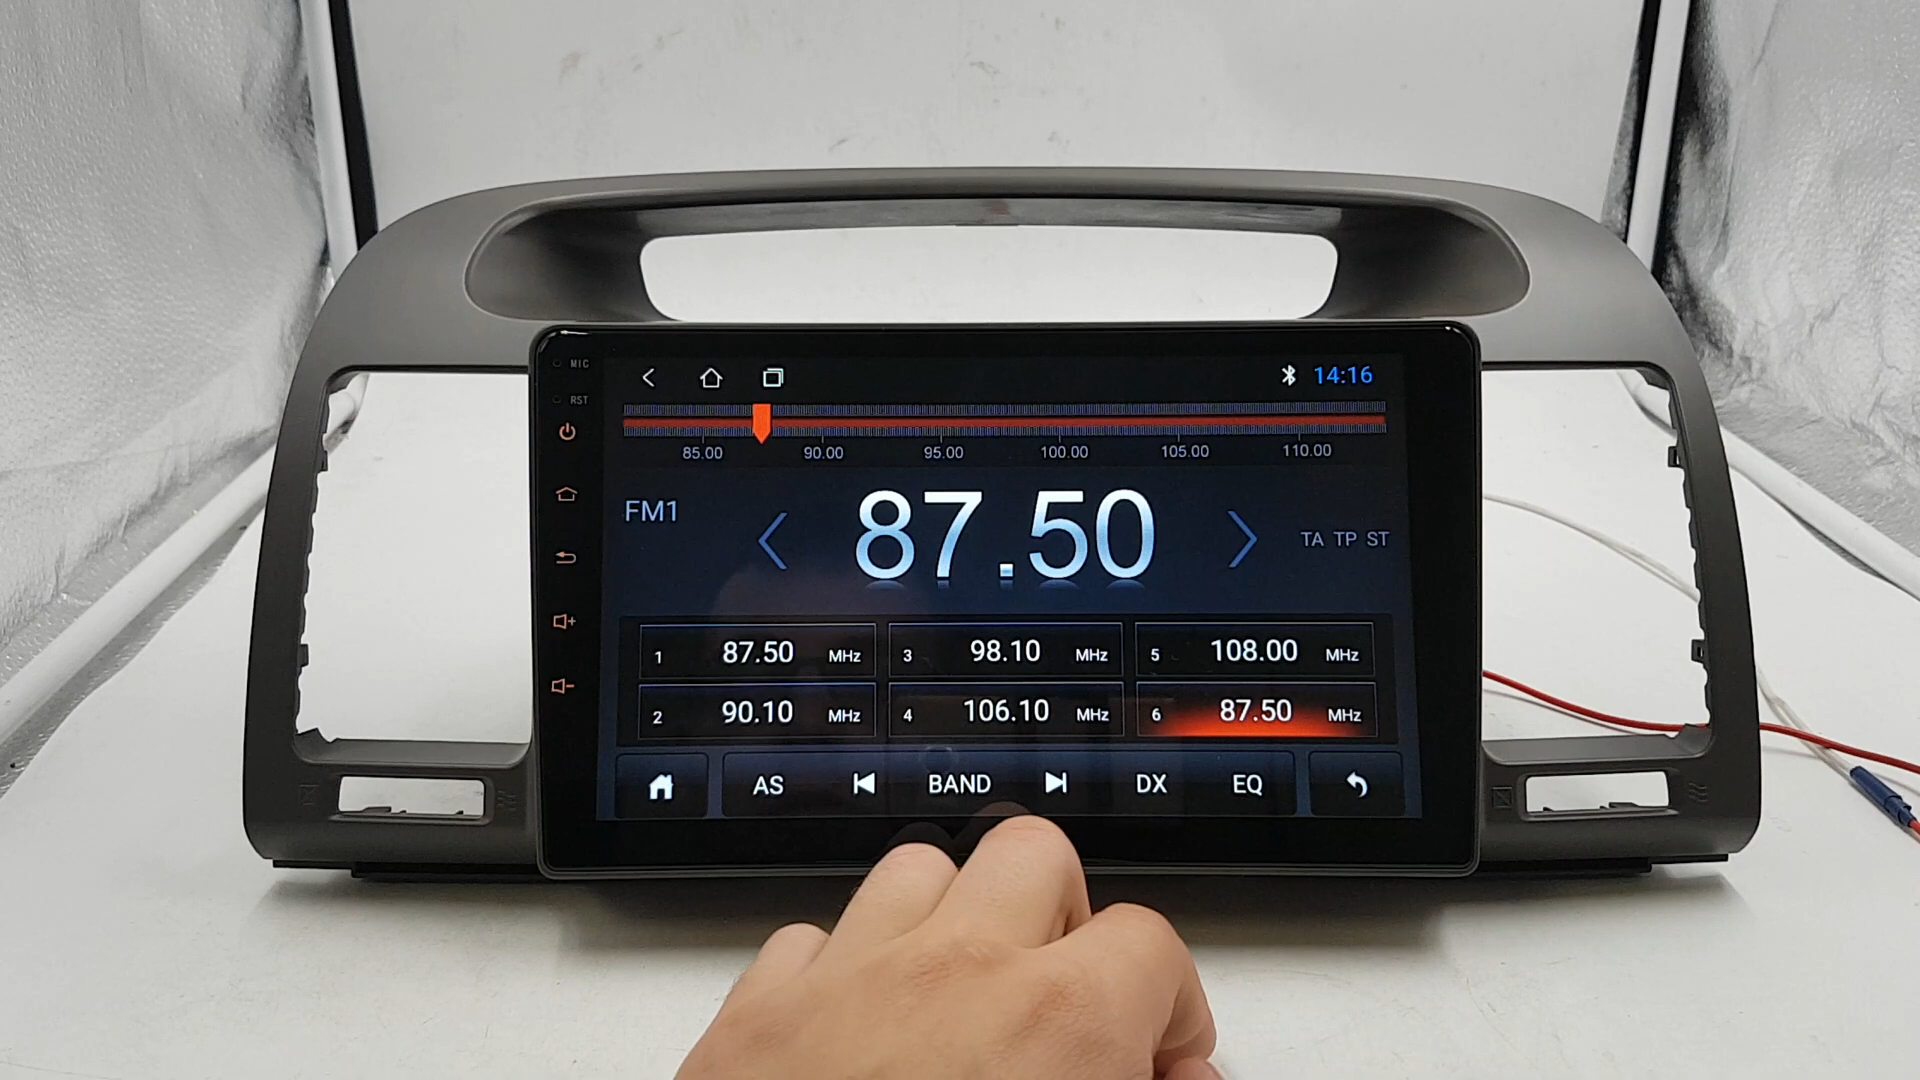 MIC
14:16
RST
85.00 90.00 95.00 100.00 105.00 110.00
FM1
87.50
TA TP ST
1 87.50 MHz
3 98.10 MHz
5 108.00 MHz
2 90.10 MHz
4 106.10 MHz
6 87.50 MHz
AS BAND DX EQ